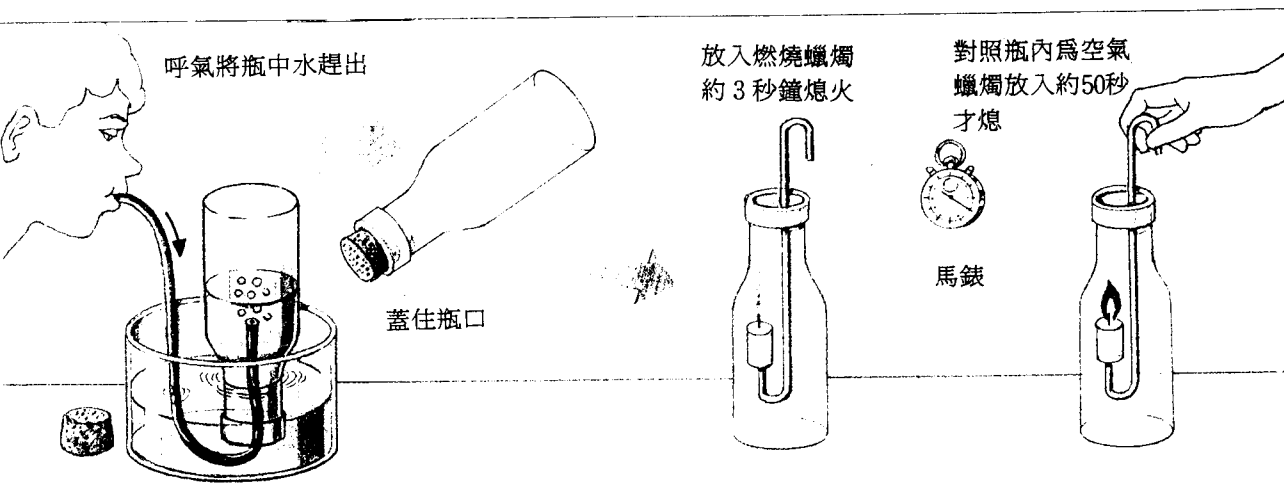 呼氣將瓶中水趕出
蓋住瓶口
放入燃燒蠟燭
約3秒鐘熄火
對照瓶內爲空氣
蠟燭放入約50秒
才熄
馬錶